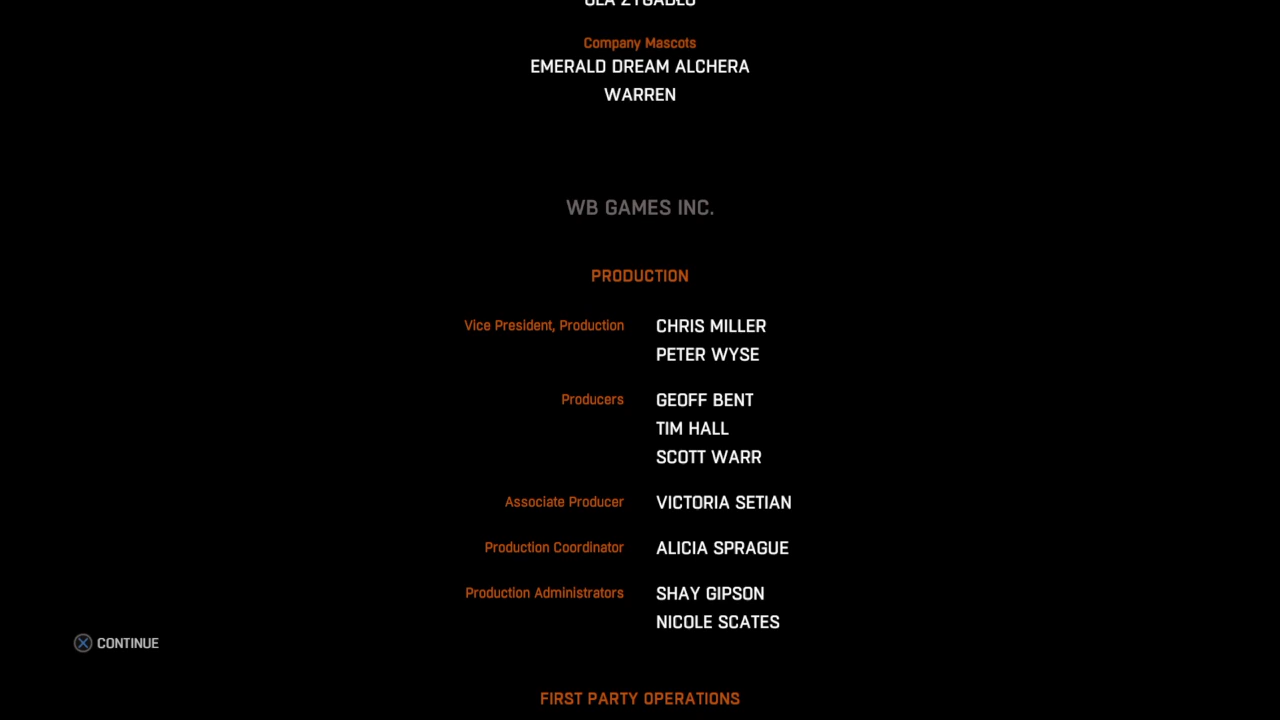 Company Mascots
EMERALD DREAM ALCHERA
WARREN
WB GAMES INC.
PRODUCTION
Vice President, Production CHRIS MILLER
PETER WYSE
Producers GEOFF BENT
TIM HALL
SCOTT WARR
Associate Producer VICTORIA SETIAN
Production Coordinator ALICIA SPRAGUE
Production Administrators SHAY GIPSON
NICOLE SCATES
CONTINUE
FIRST PARTY OPERATIONS